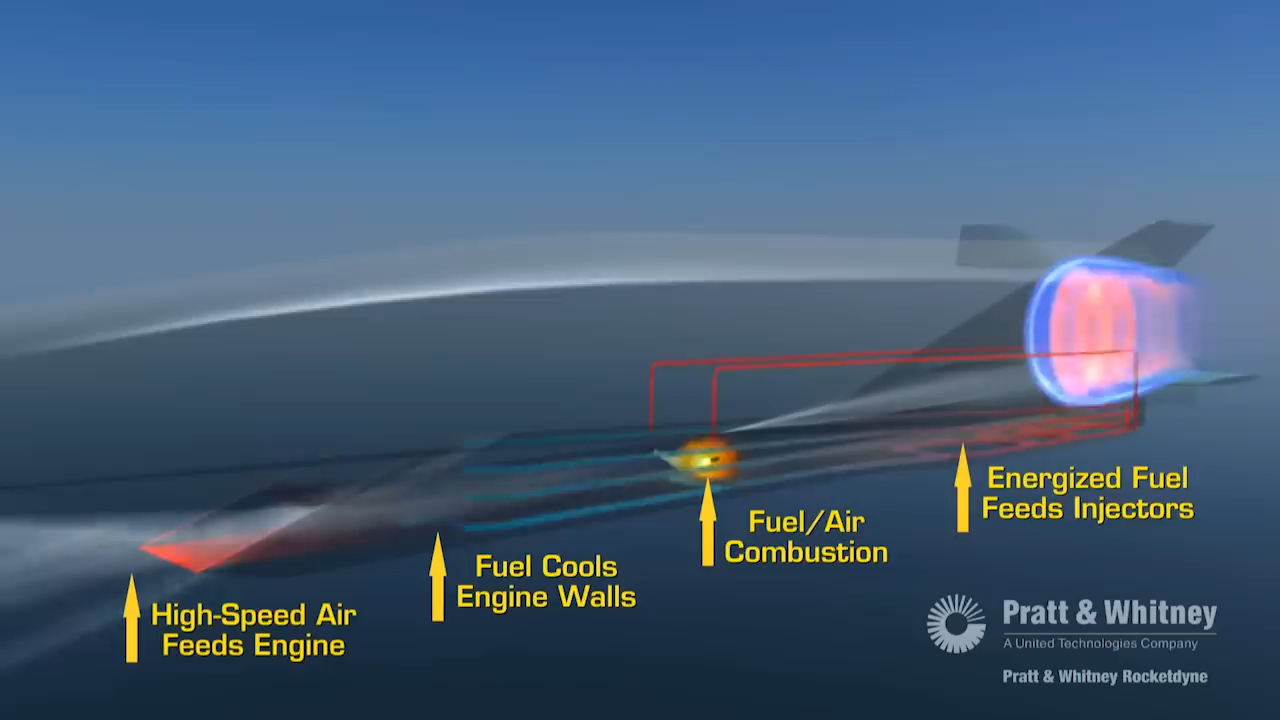 High-Speed Air
Feeds Engine
Fuel Cools
Engine Walls
Fuel/Air
Combustion
Energized Fuel
Feeds Injectors
Pratt & Whitney
A United Technologies Company
Pratt & Whitney Rocketdyne